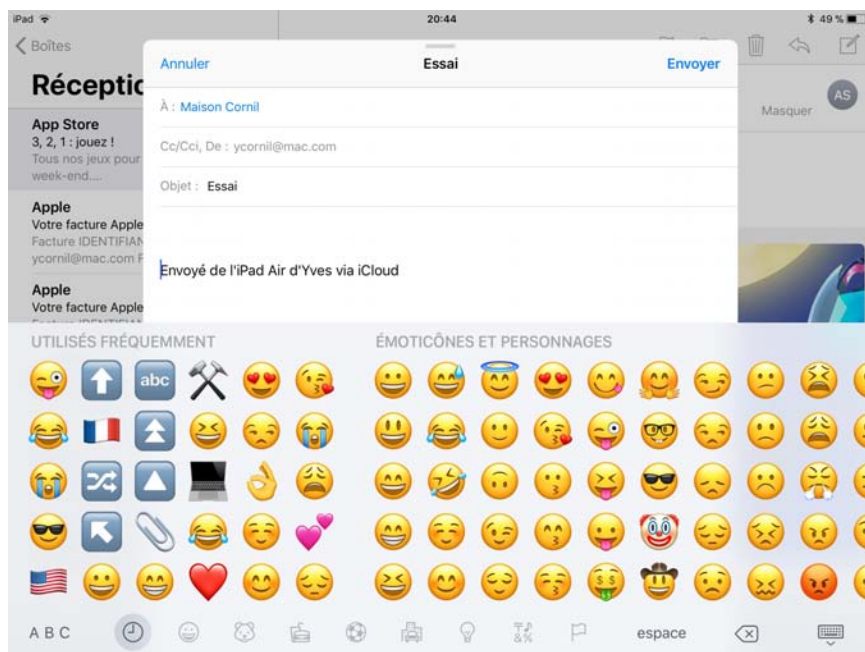 iPad 20:44 49 %
Boîtes
Réceptio
Annuler Essai Envoyer
À : Maison Cornil
Cc/Cci, De : ycornil@mac.com
Objet : Essai
Envoyé de l'iPad Air d'Yves via iCloud
AS
Masquer
App Store
3, 2, 1 : jouez !
Tous nos jeux pour
week-end....
Apple
Votre facture Apple
Facture IDENTIFIAN
ycornil@mac.com F
Apple
Votre facture Apple
UTILISÉS FRÉQUEMMENT ÉMOTICÔNES ET PERSONNAGES
abc
A B C &% espace